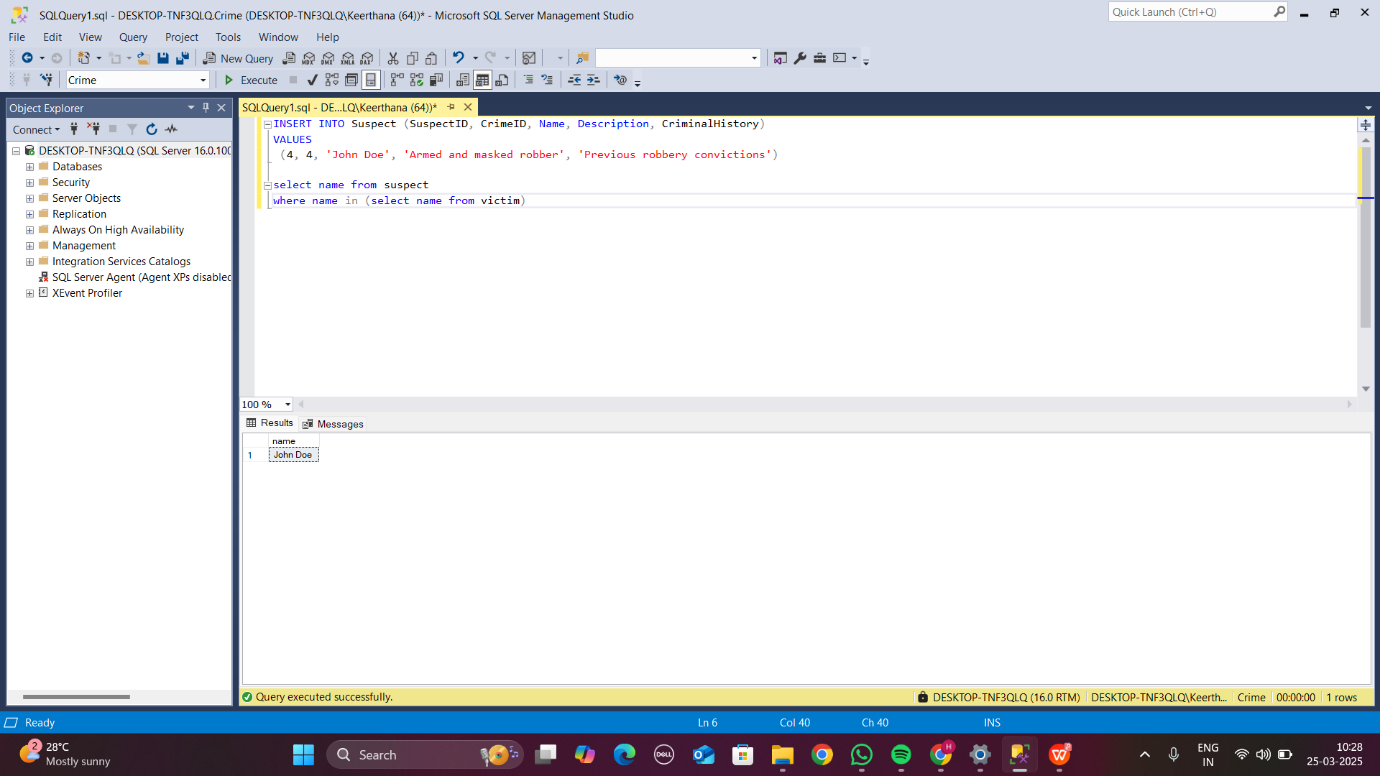 SQLQuery1.sql - DESKTOP-TNF3QLQ.Crime (DESKTOP-TNF3QLQ\Keerthana (64))* - Microsoft SQL Server Management Studio
Quick Launch (Ctrl+Q)
File Edit View Query Project Tools Window Help
New Query
Crime
Execute
Object Explorer
Connect
DESKTOP-TNF3QLQ (SQL Server 16.0.100
Databases
Security
Server Objects
Replication
Always On High Availability
Management
Integration Services Catalogs
SQL Server Agent (Agent XPs disabled
XEvent Profiler
SQLQuery1.sql - DE...LQ\Keerthana (64))*
INSERT INTO Suspect (SuspectID, CrimeID, Name, Description, CriminalHistory)
VALUES
(4, 4, 'John Doe', 'Armed and masked robber', 'Previous robbery convictions')
select name from suspect
where name in (select name from victim)
100 %
Results Messages
name
1 John Doe
Query executed successfully.
DESKTOP-TNF3QLQ (16.0 RTM) DESKTOP-TNF3QLQ\Keerth... Crime 00:00:00 1 rows
Ready Ln 6 Col 40 Ch 40 INS
2
28°C
Mostly sunny
Search
DELL
H
ENG
IN
10:28
25-03-2025